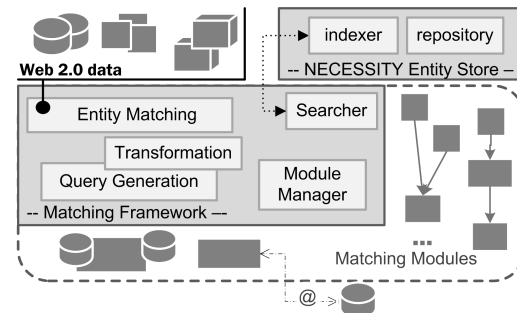 indexer
repository
Web 2.0 data
-- NECESSITY Entity Store --
Entity Matching
Searcher
Transformation
Query Generation
Module
Manager
-- Matching Framework --
...
Matching Modules
@